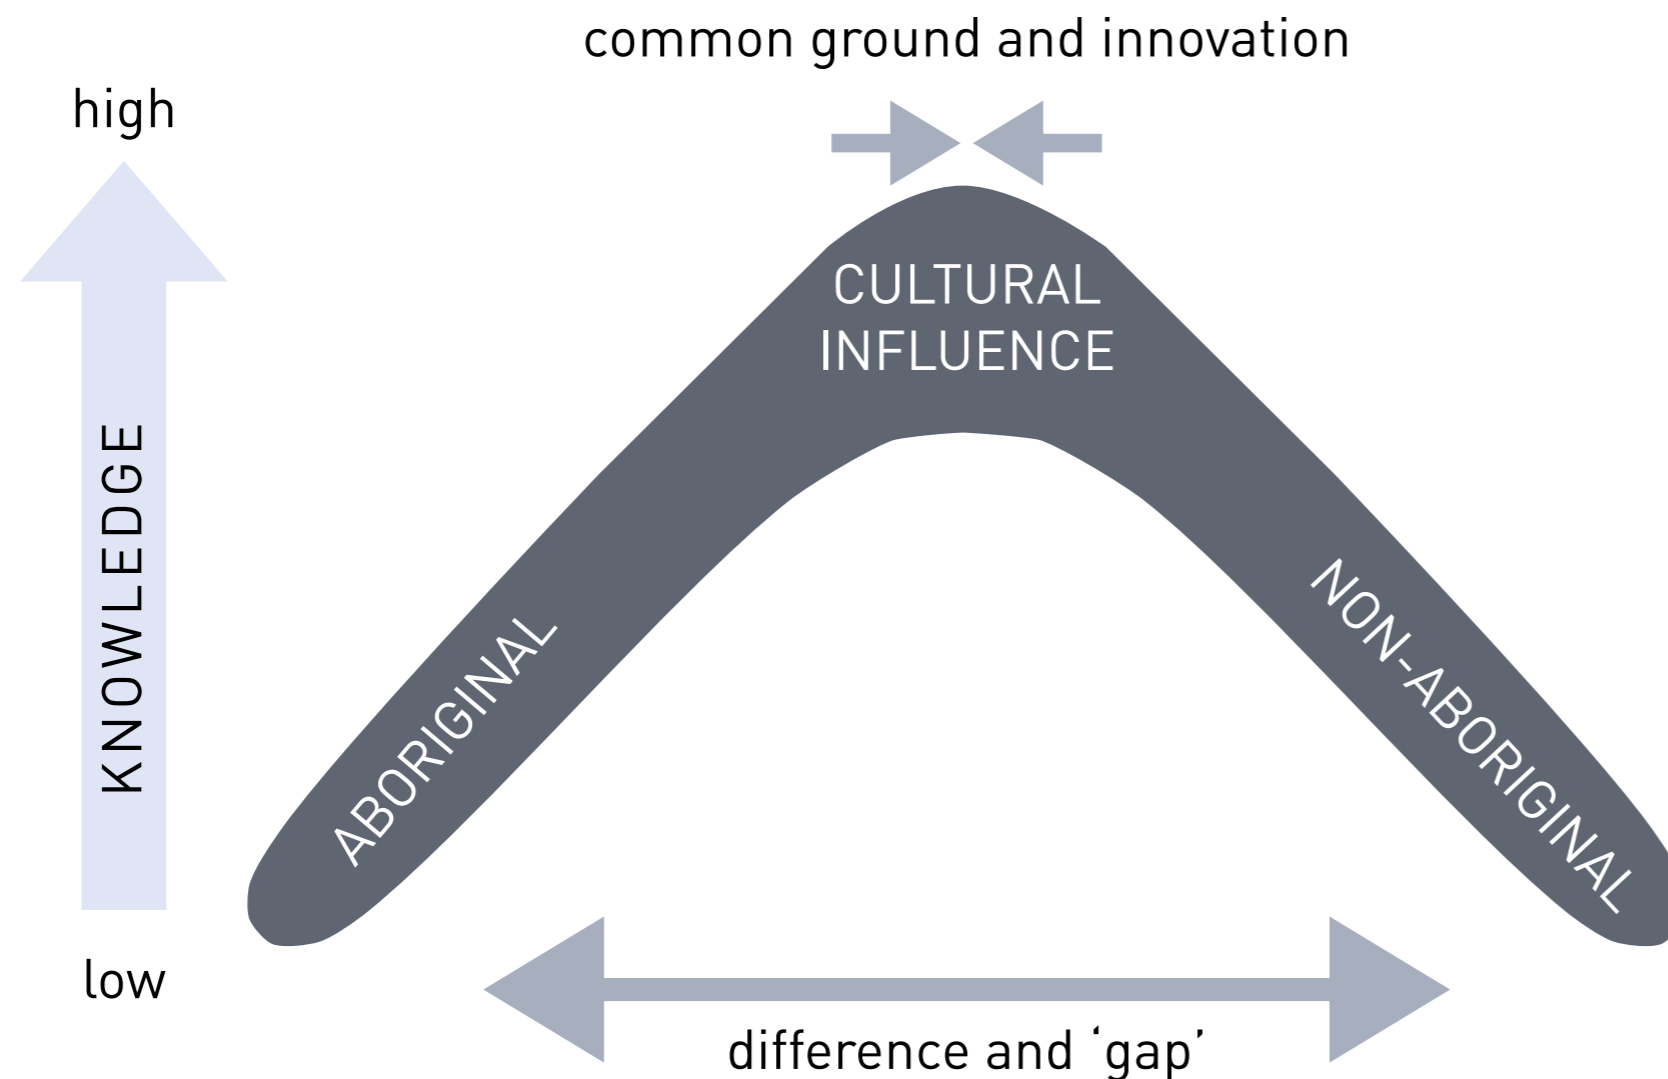 common ground and innovation
high
CULTURAL
INFLUENCE
KNOWLEDGE
ABORIGINAL
NON-ABORIGINAL
low
difference and ‘gap’